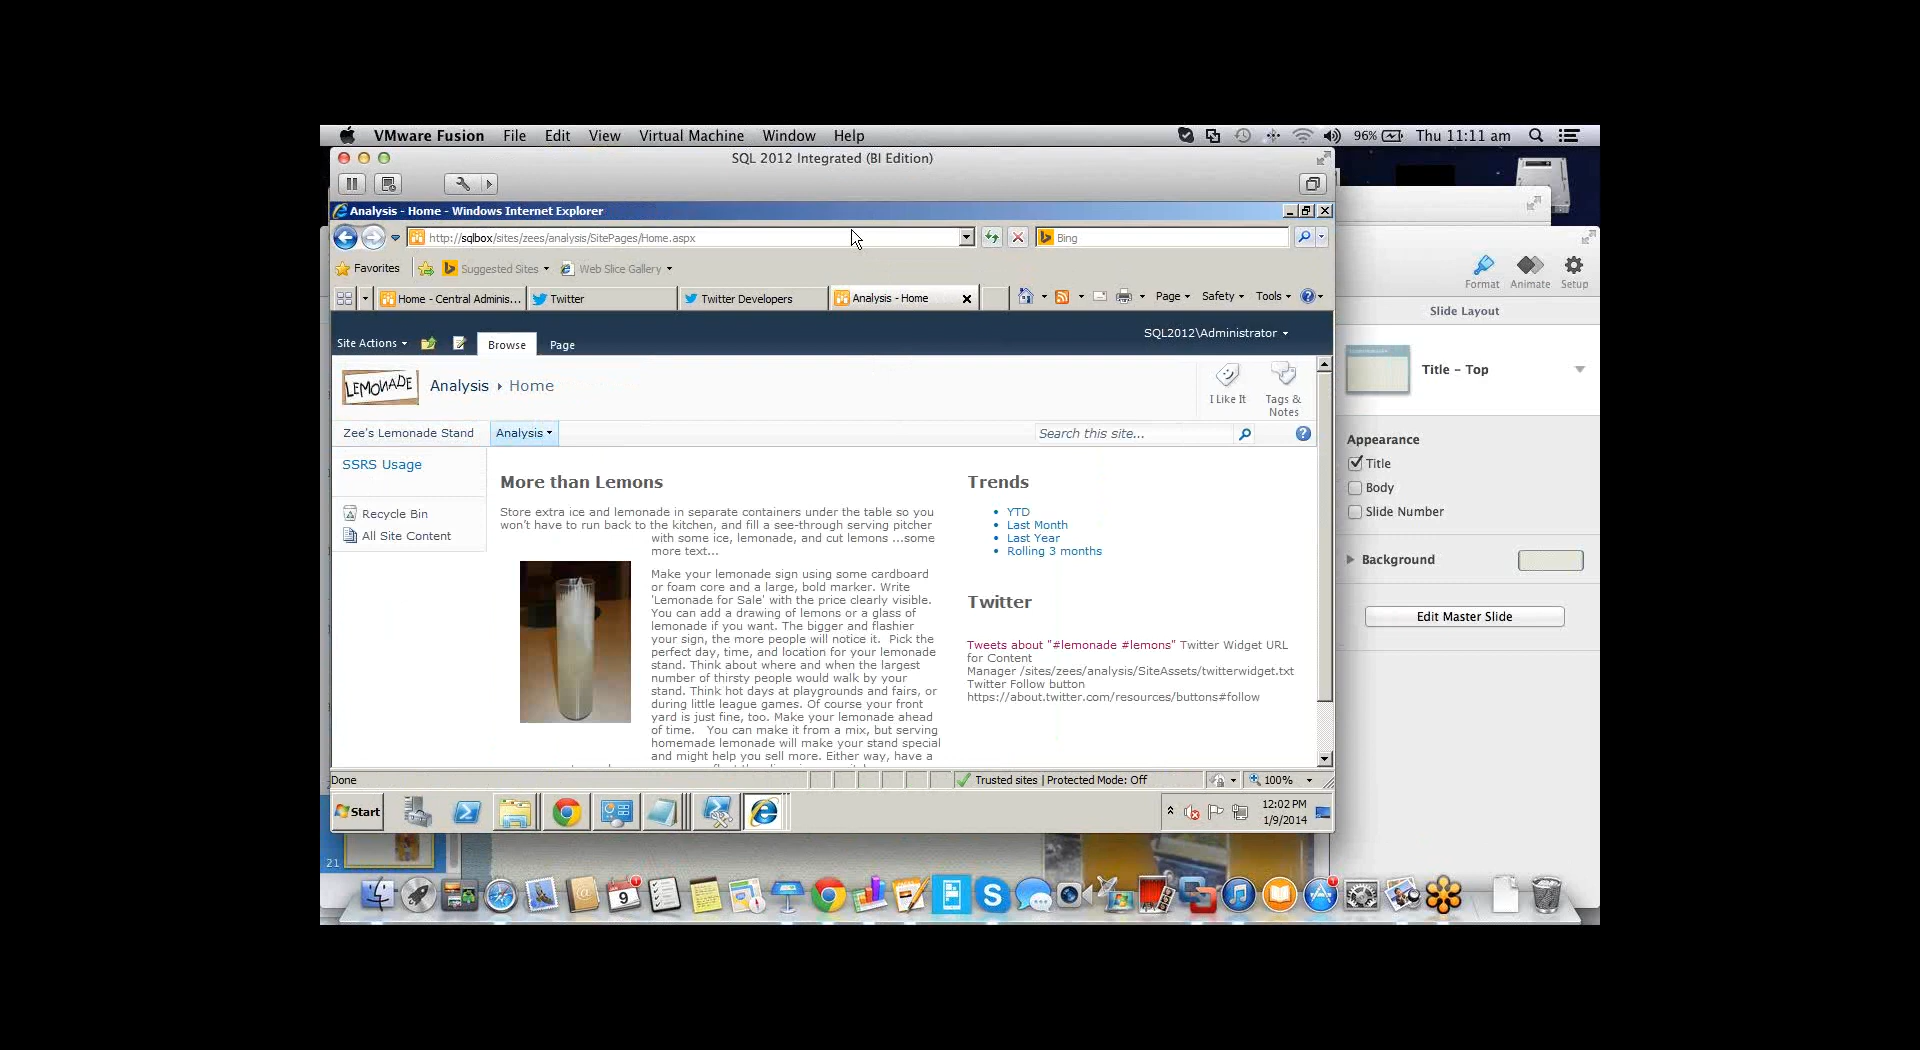 VMware Fusion File Edit View Virtual Machine Window Help 96% Thu 11:11 am
SQL 2012 Integrated (BI Edition)
Analysis - Home - Windows Internet Explorer
http://sqlbox/sites/zees/analysis/SitePages/Home.aspx Bing
Favorites Suggested Sites Web Slice Gallery
Home - Central Adminis... Twitter Twitter Developers Analysis - Home Page Safety Tools
Site Actions Browse Page SQL2012\Administrator
LEMONADE Analysis Home
I Like It
Tags &
Notes
Zee's Lemonade Stand Analysis Search this site...
SSRS Usage
Recycle Bin
All Site Content
More than Lemons
Store extra ice and lemonade in separate containers under the table so you
won't have to run back to the kitchen, and fill a see-through serving pitcher
with some ice, lemonade, and cut lemons ...some
more text...
Make your lemonade sign using some cardboard
or foam core and a large, bold marker. Write
'Lemonade for Sale' with the price clearly visible.
You can add a drawing of lemons or a glass of
lemonade if you want. The bigger and flashier
your sign, the more people will notice it. Pick the
perfect day, time, and location for your lemonade
stand. Think about where and when the largest
number of thirsty people would walk by your
stand. Think hot days at playgrounds and fairs, or
during little league games. Of course your front
yard is just fine, too. Make your lemonade ahead
of time. You can make it from a mix, but serving
homemade lemonade will make your stand special
and might help you sell more. Either way, have a
Trends
YTD
Last Month
Last Year
Rolling 3 months
Twitter
Tweets about "#lemonade #lemons" Twitter Widget URL
for Content
Manager /sites/zees/analysis/SiteAssets/twitterwidget.txt
Twitter Follow button
https://about.twitter.com/resources/buttons#follow
Done Trusted sites | Protected Mode: Off 100%
Start 12:02 PM
1/9/2014
Format Animate Setup
Slide Layout
Title - Top
Appearance
Title
Body
Slide Number
Background
Edit Master Slide
21
9